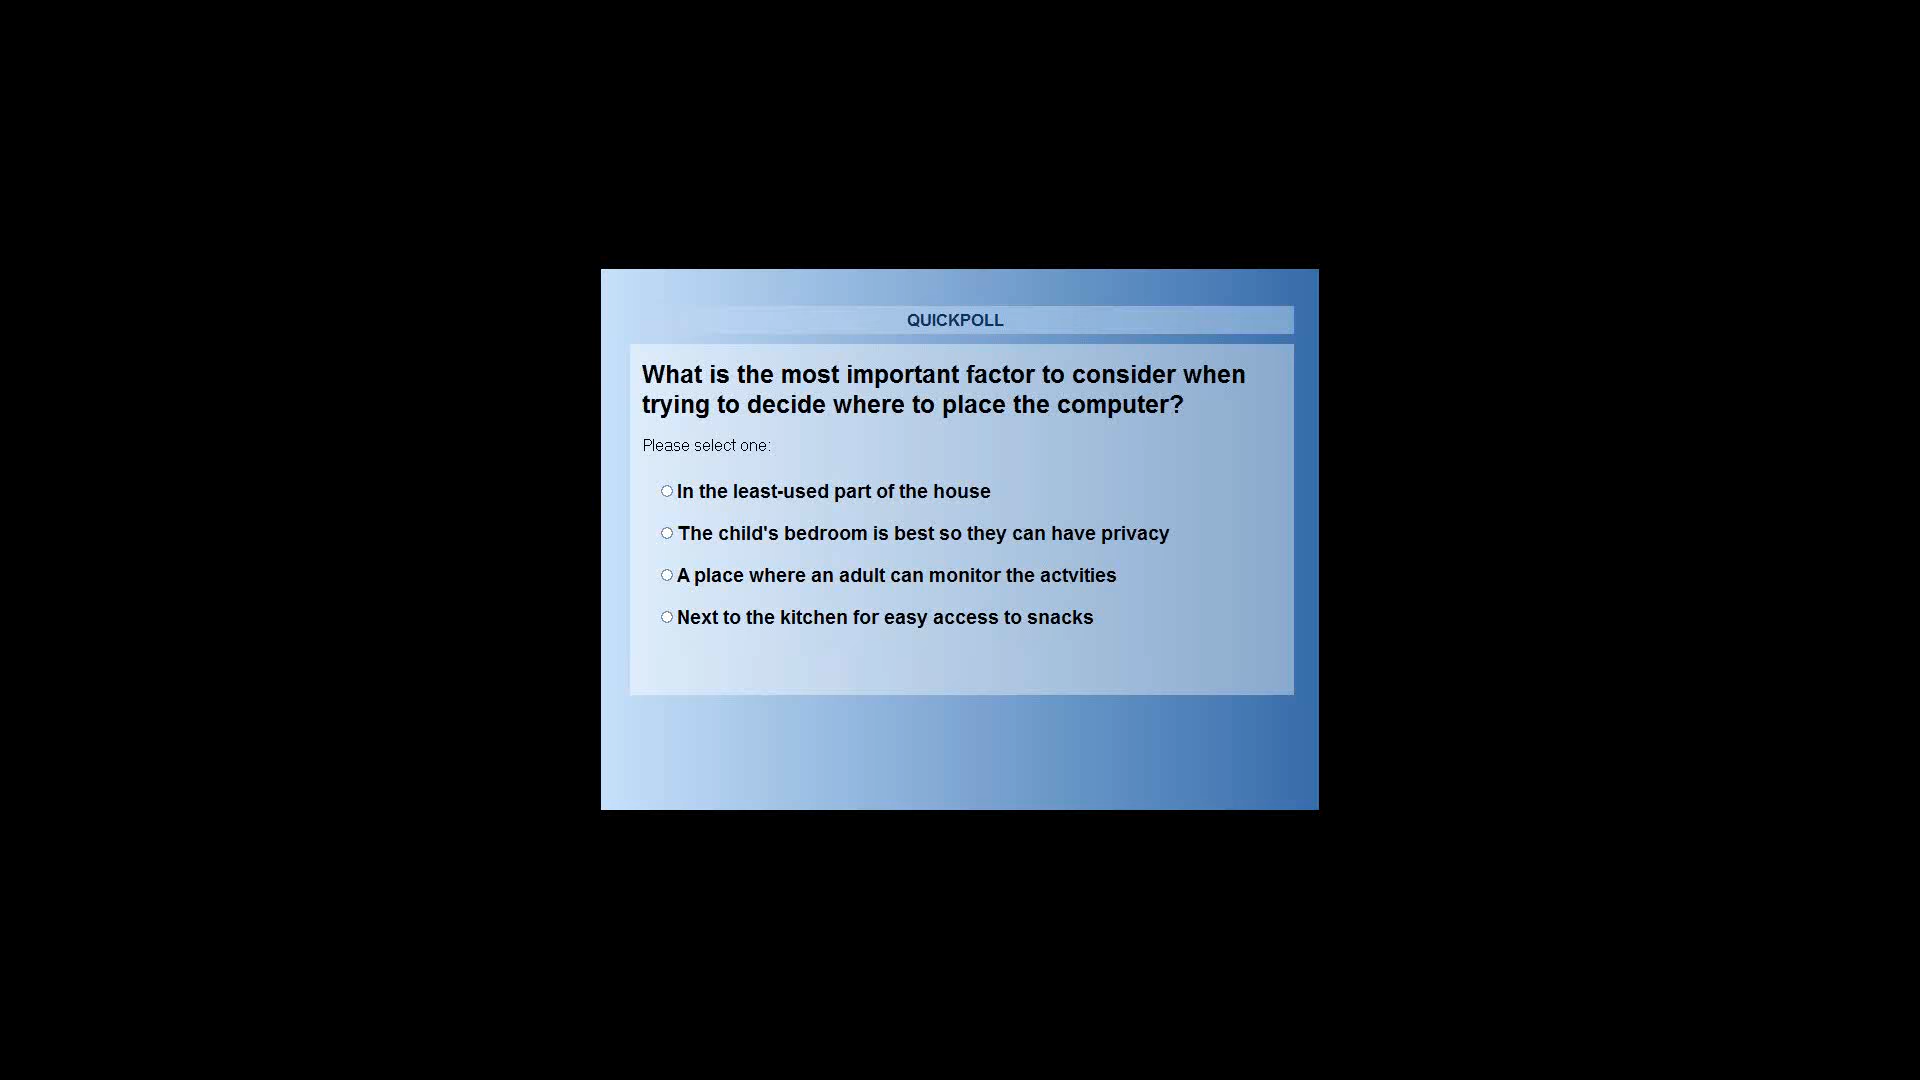 QUICKPOLL
What is the most important factor to consider when
trying to decide where to place the computer?
Please select one:
In the least-used part of the house
The child's bedroom is best so they can have privacy
A place where an adult can monitor the actvities
Next to the kitchen for easy access to snacks